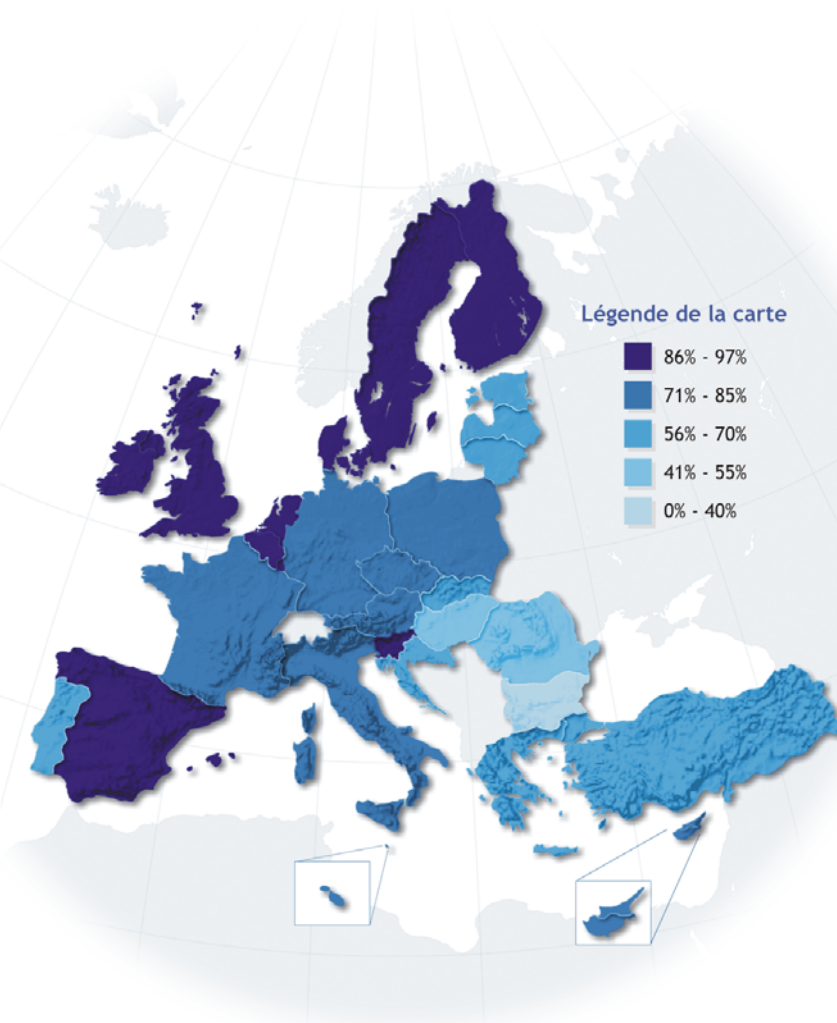 Légende de la carte
86% - 97%
71% - 85%
56% - 70%
41% - 55%
0% - 40%